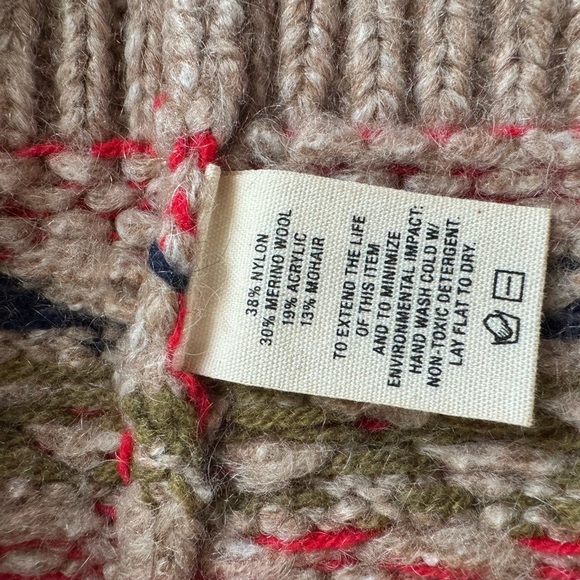 38% NYLON
30% MERINO WOOL
19% ACRYLIC
13% MOHAIR
TO EXTEND THE LIFE
OF THIS ITEM
AND TO MINIMIZE
ENVIRONMENTAL IMPACT:
HAND WASH COLD W/
NON-TOXIC DETERGENT.
LAY FLAT TO DRY.